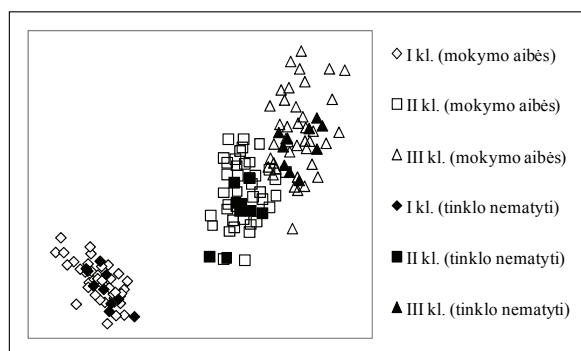 I kl. (mokymo aibės)
II kl. (mokymo aibės)
III kl. (mokymo aibės)
I kl. (tinklo nematyti)
II kl. (tinklo nematyti)
III kl. (tinklo nematyti)